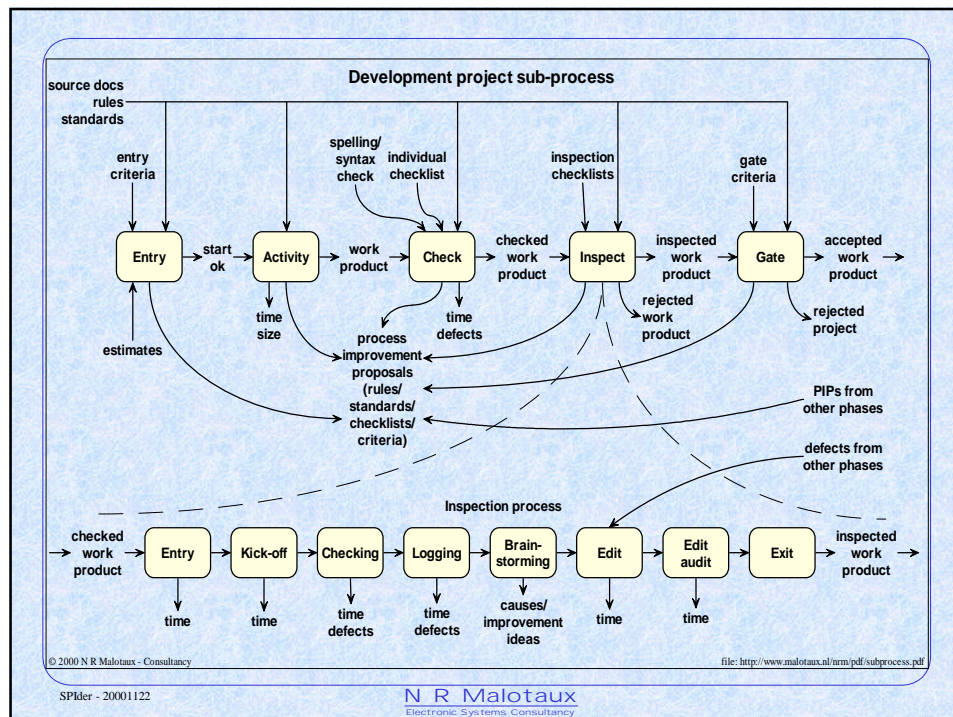 Development project sub-process
source docs
rules
standards
entry
criteria
spelling/
syntax
check
individual
checklist
inspection
checklists
gate
criteria
Entry
start
ok
Activity
work
product
Check
checked
work
product
Inspect
inspected
work
product
Gate
accepted
work
product
estimates
time
size
process
improvement
proposals
(rules/
standards/
checklists/
criteria)
time
defects
rejected
work
product
rejected
project
PIPs from
other phases
defects from
other phases
Inspection process
checked
work
product
Entry
Kick-off
Checking
Logging
Brain-
storming
Edit
Edit
audit
Exit
inspected
work
product
time
time
time
defects
time
defects
causes/
improvement
ideas
time
time
© 2000 N R Malotaux - Consultancy
file: http://www.malotaux.nl/nrm/pdf/subprocess.pdf
SPIder - 20001122
N R Malotaux
Electronic Systems Consultancy